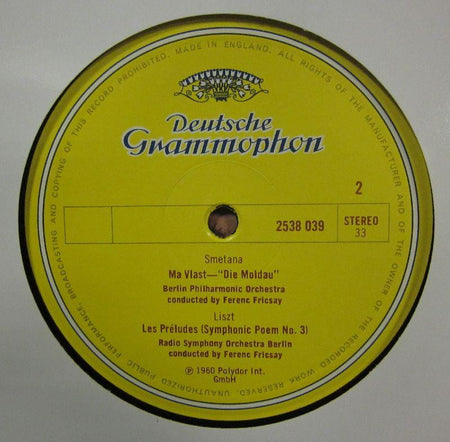 MADE IN ENGLAND. ALL RIGHTS OF THE MANUFACTURER AND OF THE OWNER OF THE RECORDED WORK RESERVED. UNAUTHORIZED PUBLIC PERFORMANCE, BROADCASTING AND COPYING OF THIS RECORD PROHIBITED.
Deutsche
Grammophon
2
2538 039
STEREO
33
Smetana
Ma Vlast—"Die Moldau"
Berlin Philharmonic Orchestra
conducted by Ferenc Fricsay
Liszt
Les Préludes (Symphonic Poem No. 3)
Radio Symphony Orchestra Berlin
conducted by Ferenc Fricsay
℗ 1960 Polydor Int.
GmbH